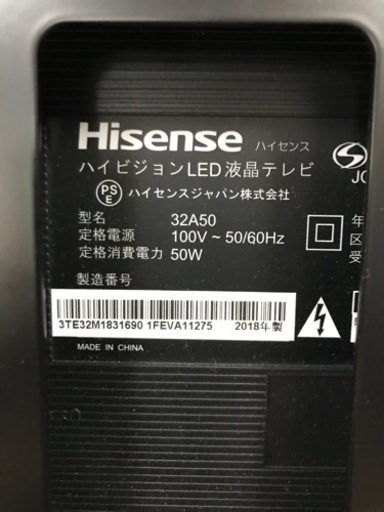 Hisense ハイセンス
ハイビジョンLED液晶テレビ
PSE ハイセンスジャパン株式会社
型名 32A50
定格電源 100V ~ 50/60Hz
定格消費電力 50W
製造番号
3TE32M1831690 1FEVA11275 2018年製
MADE IN CHINA
年
区
受